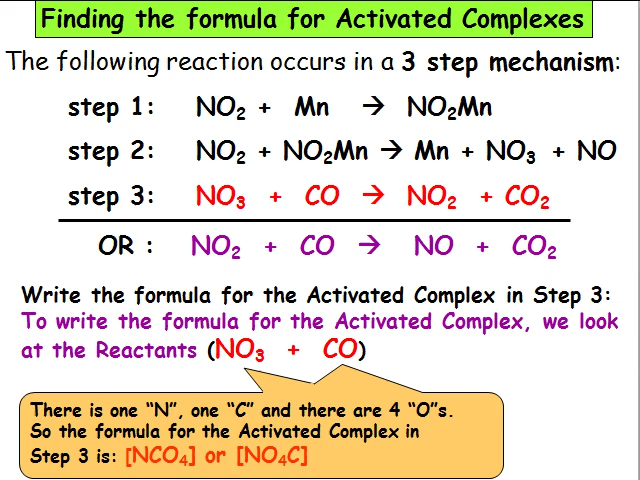 Finding the formula for Activated Complexes
The following reaction occurs in a 3 step mechanism:
step 1: NO₂ + Mn → NO₂Mn
step 2: NO₂ + NO₂Mn → Mn + NO₃ + NO
step 3: NO₃ + CO → NO₂ + CO₂
OR : NO₂ + CO → NO + CO₂
Write the formula for the Activated Complex in Step 3:
To write the formula for the Activated Complex, we look
at the Reactants (NO₃ + CO)
There is one “N”, one “C” and there are 4 “O”s.
So the formula for the Activated Complex in
Step 3 is: [NCO₄] or [NO₄C]